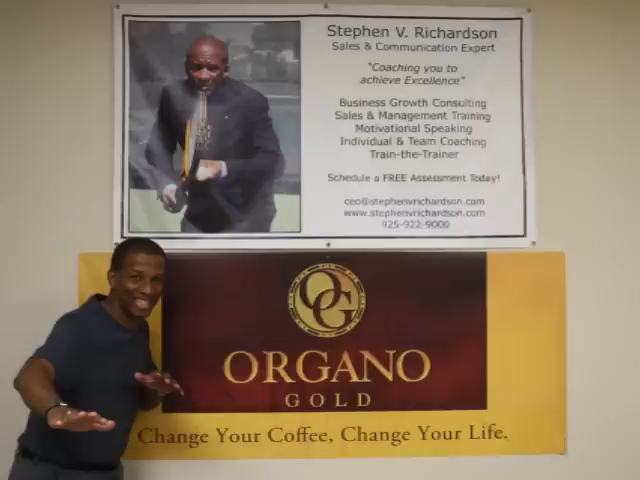 Stephen V. Richardson
Sales & Communication Expert
"Coaching you to
achieve Excellence"
Business Growth Consulting
Sales & Management Training
Motivational Speaking
Individual & Team Coaching
Train-the-Trainer
Schedule a FREE Assessment Today!
ceo@stephenvrichardson.com
www.stephenvrichardson.com
925-922-9000
OG
ORGANO
GOLD
Change Your Coffee, Change Your Life.